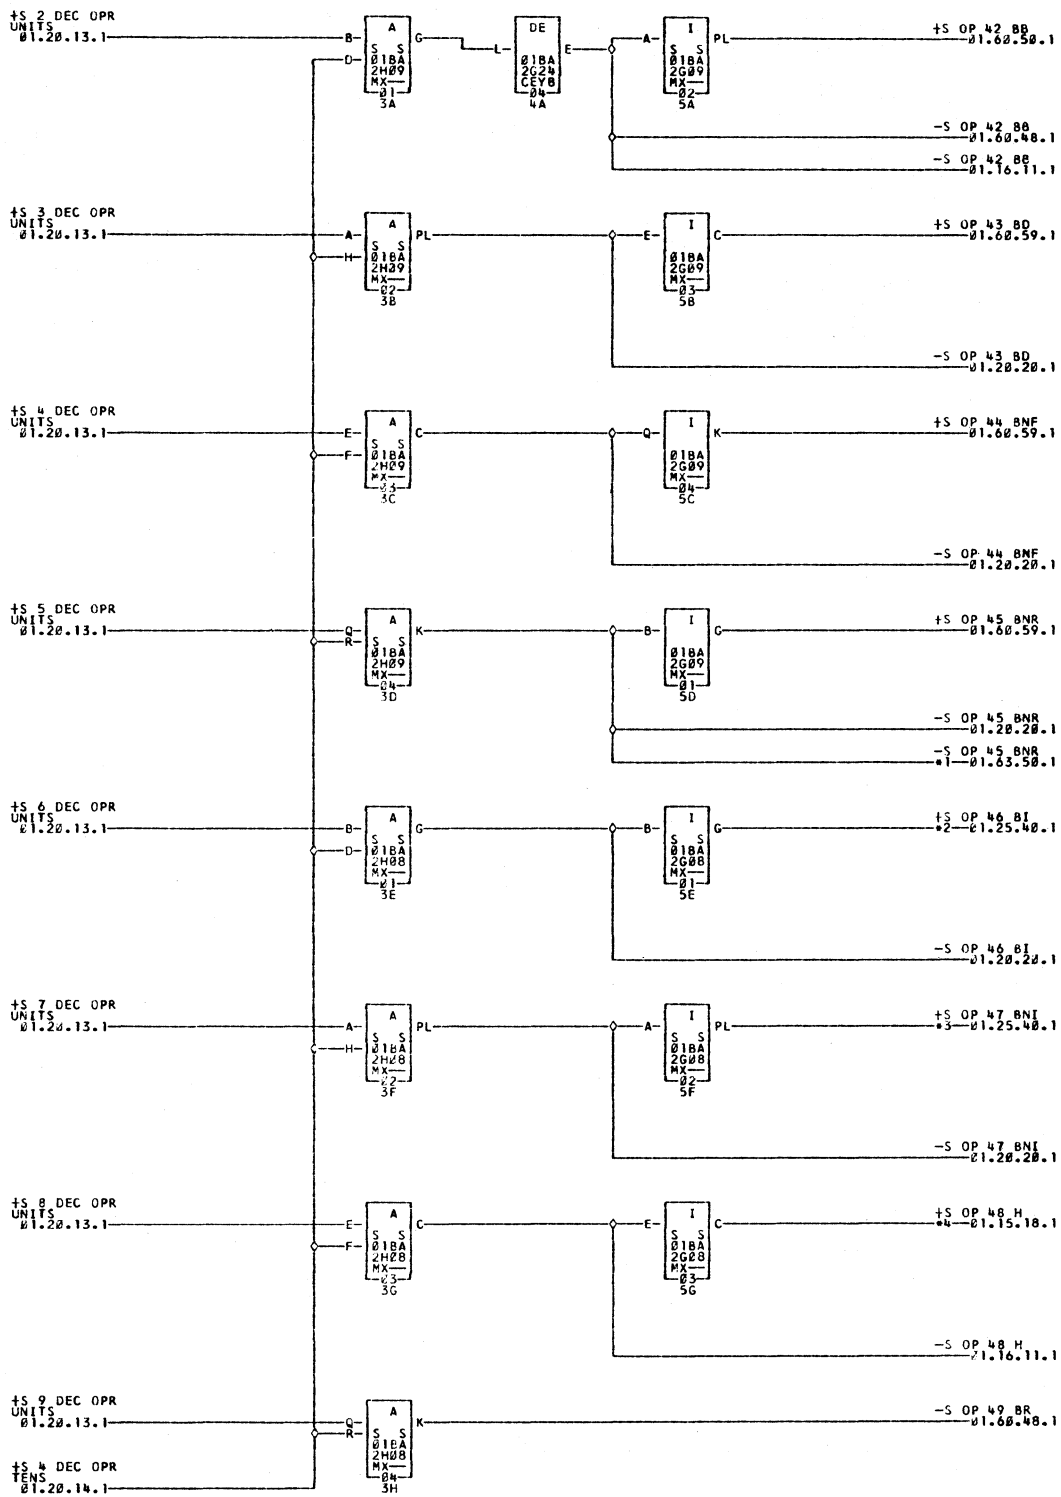 +S 2 DEC OPR
UNITS
01.20.13.1
B
D
A
S S
01BA
2H09
MX
01
3A
G
L
DE
01BA
2G24
CEYB
04
4A
E
A
I
S S
01BA
2G09
MX
02
5A
PL
+S OP 42 BB
01.60.50.1
-S OP 42 BB
01.60.48.1
-S OP 42 BB
01.16.11.1
+S 3 DEC OPR
UNITS
01.20.13.1
A
H
A
S S
01BA
2H09
MX
02
3B
PL
E
I
01BA
2G09
MX
03
5B
C
+S OP 43 BD
01.60.59.1
-S OP 43 BD
01.20.20.1
+S 4 DEC OPR
UNITS
01.20.13.1
E
F
A
S S
01BA
2H09
MX
03
3C
C
Q
I
01BA
2G09
MX
04
5C
K
+S OP 44 BNF
01.60.59.1
-S OP 44 BNF
01.20.20.1
+S 5 DEC OPR
UNITS
01.20.13.1
Q
R
A
S S
01BA
2H09
MX
04
3D
K
B
I
01BA
2G09
MX
01
5D
G
+S OP 45 BNR
01.60.59.1
-S OP 45 BNR
01.20.20.1
-S OP 45 BNR
*1 01.63.50.1
+S 6 DEC OPR
UNITS
01.20.13.1
B
D
A
S S
01BA
2H08
MX
01
3E
G
B
I
S S
01BA
2G08
MX
01
5E
G
+S OP 46 BI
*2 01.25.40.1
-S OP 46 BI
01.20.20.1
+S 7 DEC OPR
UNITS
01.20.13.1
A
H
A
S S
01BA
2H08
MX
02
3F
PL
A
I
S S
01BA
2G08
MX
02
5F
PL
+S OP 47 BNI
*3 01.25.40.1
-S OP 47 BNI
01.20.20.1
+S 8 DEC OPR
UNITS
01.20.13.1
E
F
A
S S
01BA
2H08
MX
03
3G
C
E
I
S S
01BA
2G08
MX
03
5G
C
+S OP 48 H
*4 01.15.18.1
-S OP 48 H
01.16.11.1
+S 9 DEC OPR
UNITS
01.20.13.1
Q
R
A
S S
01BA
2H08
MX
04
3H
K
-S OP 49 BR
01.60.48.1
+S 4 DEC OPR
TENS
01.20.14.1